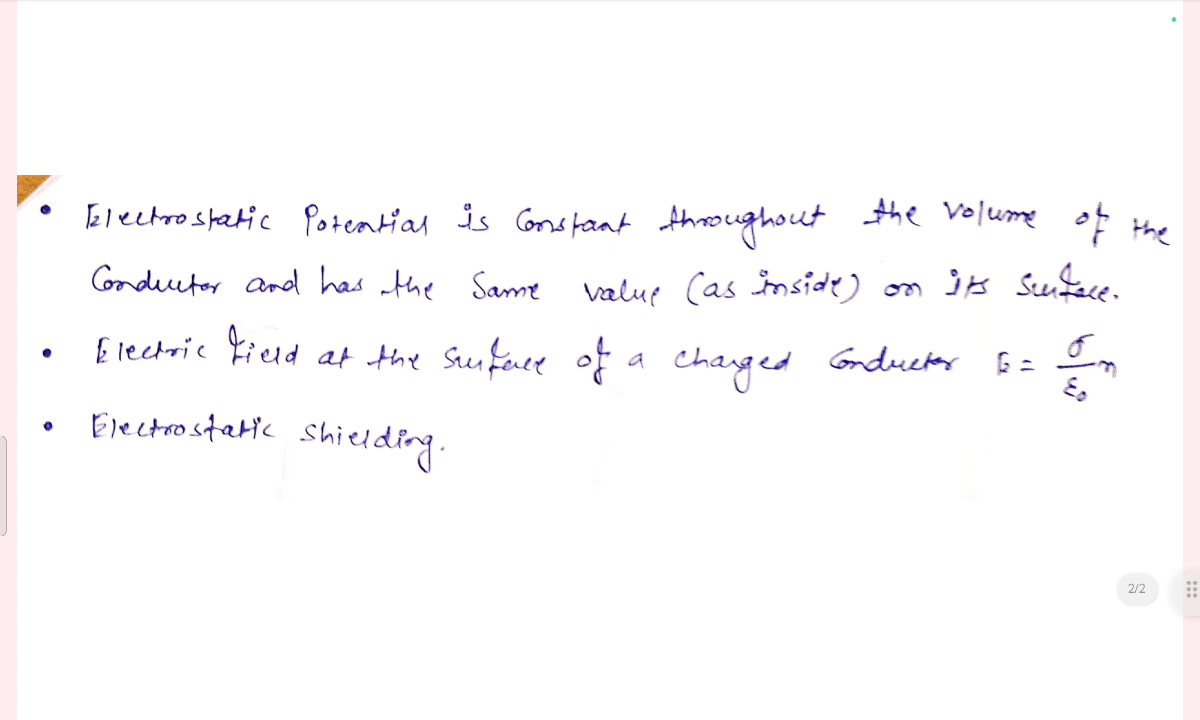 • Electrostatic Potential is Constant throughout the Volume of the
Conductor and has the Same value (as inside) on its Surface.
• Electric field at the Surface of a charged Conductor E = σ/ε₀ n
• Electrostatic Shielding.
2/2